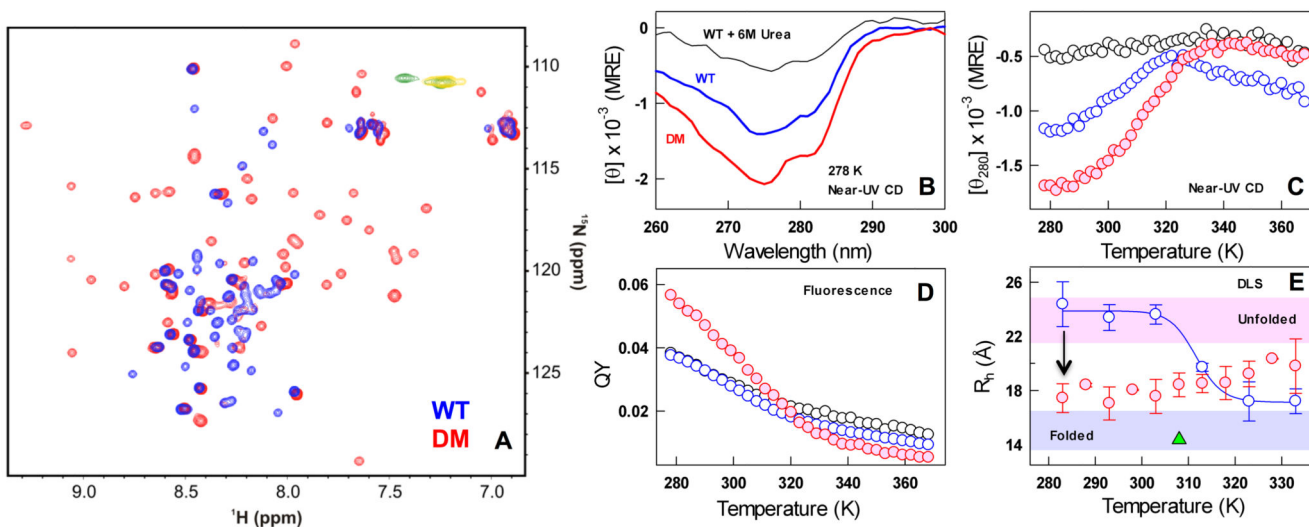 110
115
120
125
¹⁵N (ppm)
WT
DM
A
9.0
8.5
8.0
7.5
7.0
¹H (ppm)
0
-1
-2
[θ] x 10⁻³ (MRE)
WT + 6M Urea
WT
DM
278 K
Near-UV CD
B
260
270
280
290
300
Wavelength (nm)
-0.5
-1.0
-1.5
[θ₂₈₀] x 10⁻³ (MRE)
C
Near-UV CD
280
300
320
340
360
Temperature (K)
0.06
0.04
0.02
QY
Fluorescence
D
280
300
320
340
360
Temperature (K)
26
22
18
14
Rₕ (Å)
DLS
E
Unfolded
Folded
280
290
300
310
320
330
Temperature (K)